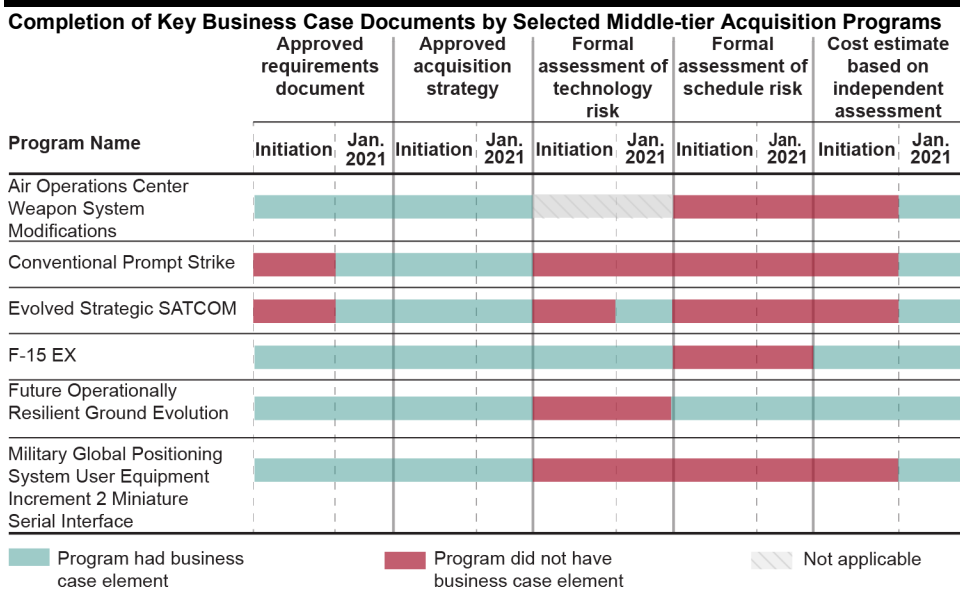 Completion of Key Business Case Documents by Selected Middle-tier Acquisition Programs
Approved
requirements
document
Approved
acquisition
strategy
Formal
assessment of
technology
risk
Formal
assessment of
schedule risk
Cost estimate
based on
independent
assessment
Program Name
Initiation
Jan.
2021
Initiation
Jan.
2021
Initiation
Jan.
2021
Initiation
Jan.
2021
Initiation
Jan.
2021
Air Operations Center
Weapon System
Modifications
Conventional Prompt Strike
Evolved Strategic SATCOM
F-15 EX
Future Operationally
Resilient Ground Evolution
Military Global Positioning
System User Equipment
Increment 2 Miniature
Serial Interface
Program had business
case element
Program did not have
business case element
Not applicable